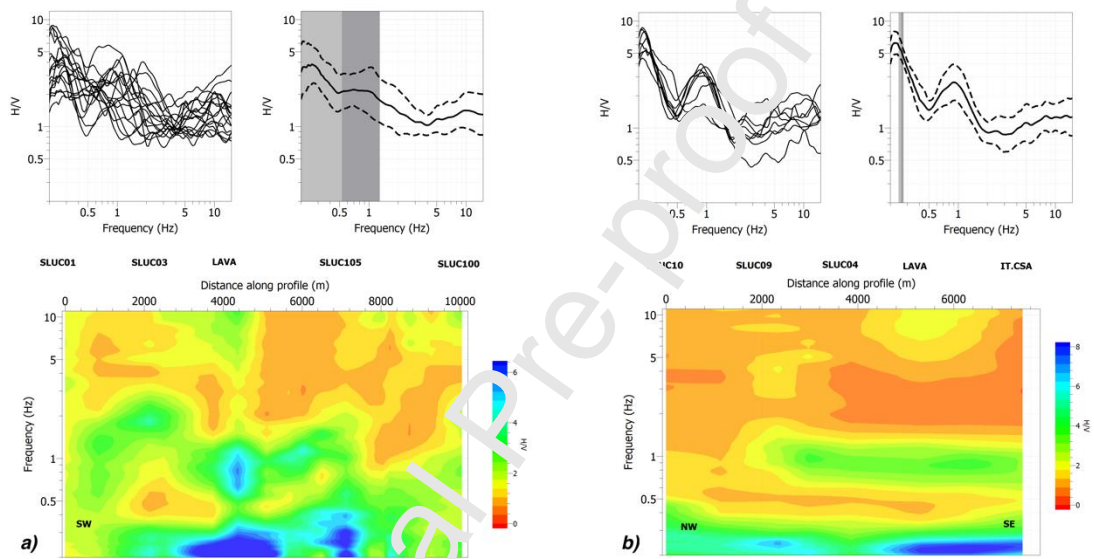 10
5
1
0.5
H/V
0.5 1 5 10
Frequency (Hz)
10
5
1
0.5
H/V
0.5 1 5 10
Frequency (Hz)
SLUC01 SLUC03 LAVA SLUC105 SLUC100
Distance along profile (m)
0 2000 4000 6000 8000 10000
10
5
1
0.5
Frequency (Hz)
SW
a)
6
4
2
0
H/V
10
5
1
0.5
H/V
0.5 1 5 10
Frequency (Hz)
10
5
1
0.5
H/V
0.5 1 5 10
Frequency (Hz)
UC10 SLUC09 SLUC04 LAVA IT.CSA
Distance along profile (m)
0 2000 4000 6000
10
5
1
0.5
Frequency (Hz)
NW SE
b)
8
6
4
2
0
H/V
al Pre-proof